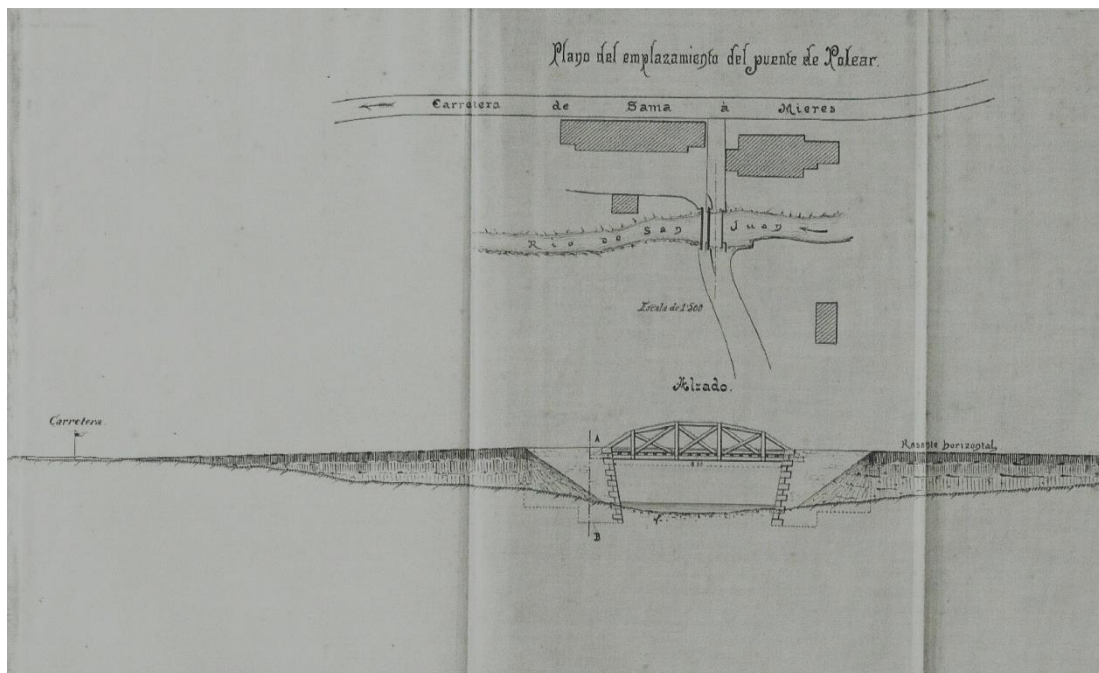 Plano del emplazamiento del puente de Polear.
Carretera de Sama à Mieres
Rio de San Juan
Escala de 1:500
Alzado.
Carretera.
A
Rasante horizontal
B